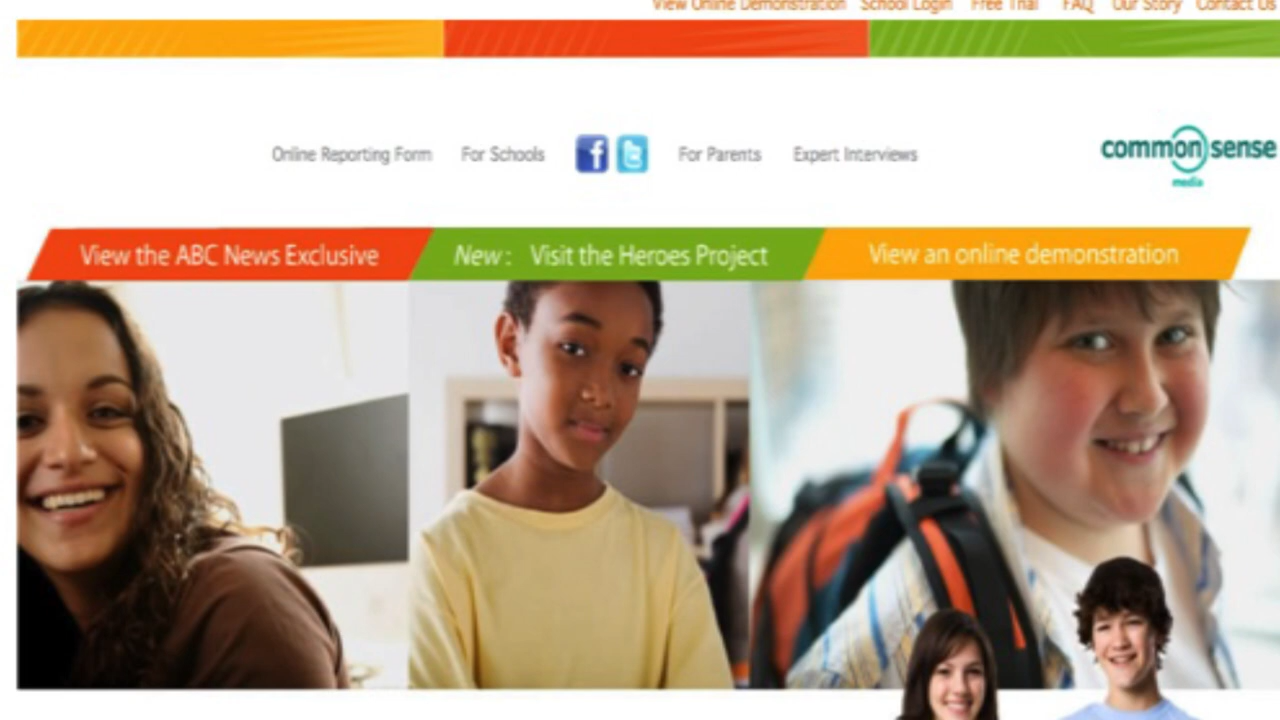 View Online Demonstration School Login Free Trial FAQ Our Story Contact Us
Online Reporting Form For Schools f t For Parents Expert Interviews
common sense
media
View the ABC News Exclusive New: Visit the Heroes Project View an online demonstration